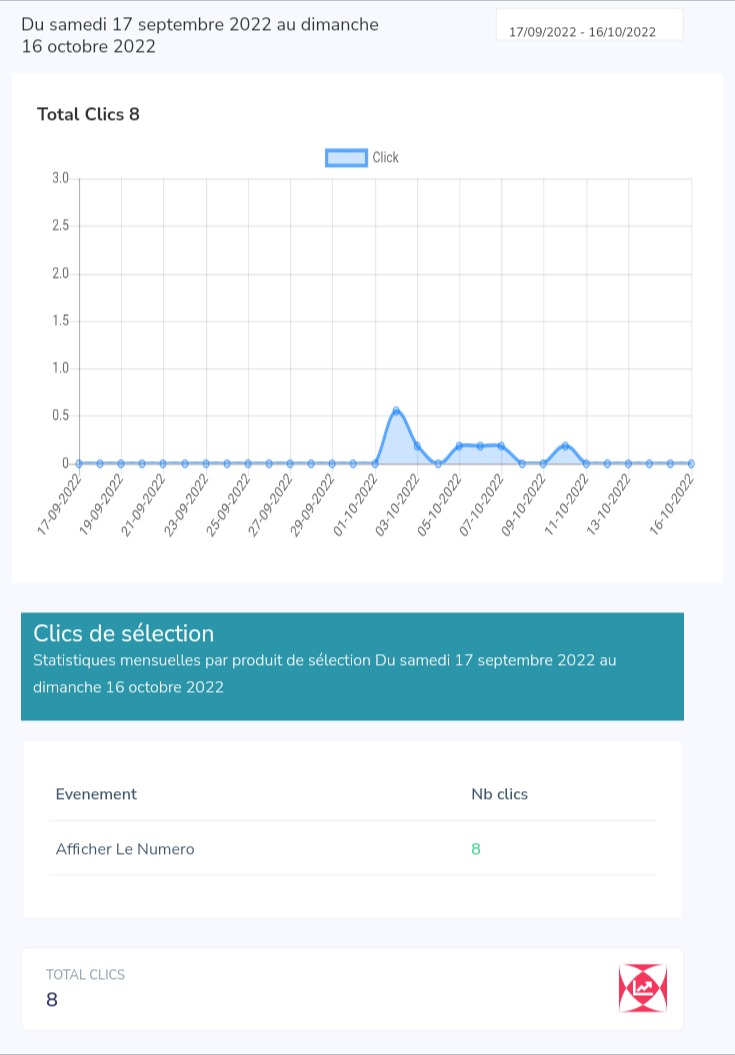 Du samedi 17 septembre 2022 au dimanche
16 octobre 2022
17/09/2022 - 16/10/2022
Total Clics 8
Click
3.0
2.5
2.0
1.5
1.0
0.5
0
17-09-2022
19-09-2022
21-09-2022
23-09-2022
25-09-2022
27-09-2022
29-09-2022
01-10-2022
03-10-2022
05-10-2022
07-10-2022
09-10-2022
11-10-2022
13-10-2022
16-10-2022
Clics de sélection
Statistiques mensuelles par produit de sélection Du samedi 17 septembre 2022 au
dimanche 16 octobre 2022
Evenement Nb clics
Afficher Le Numero 8
TOTAL CLICS
8